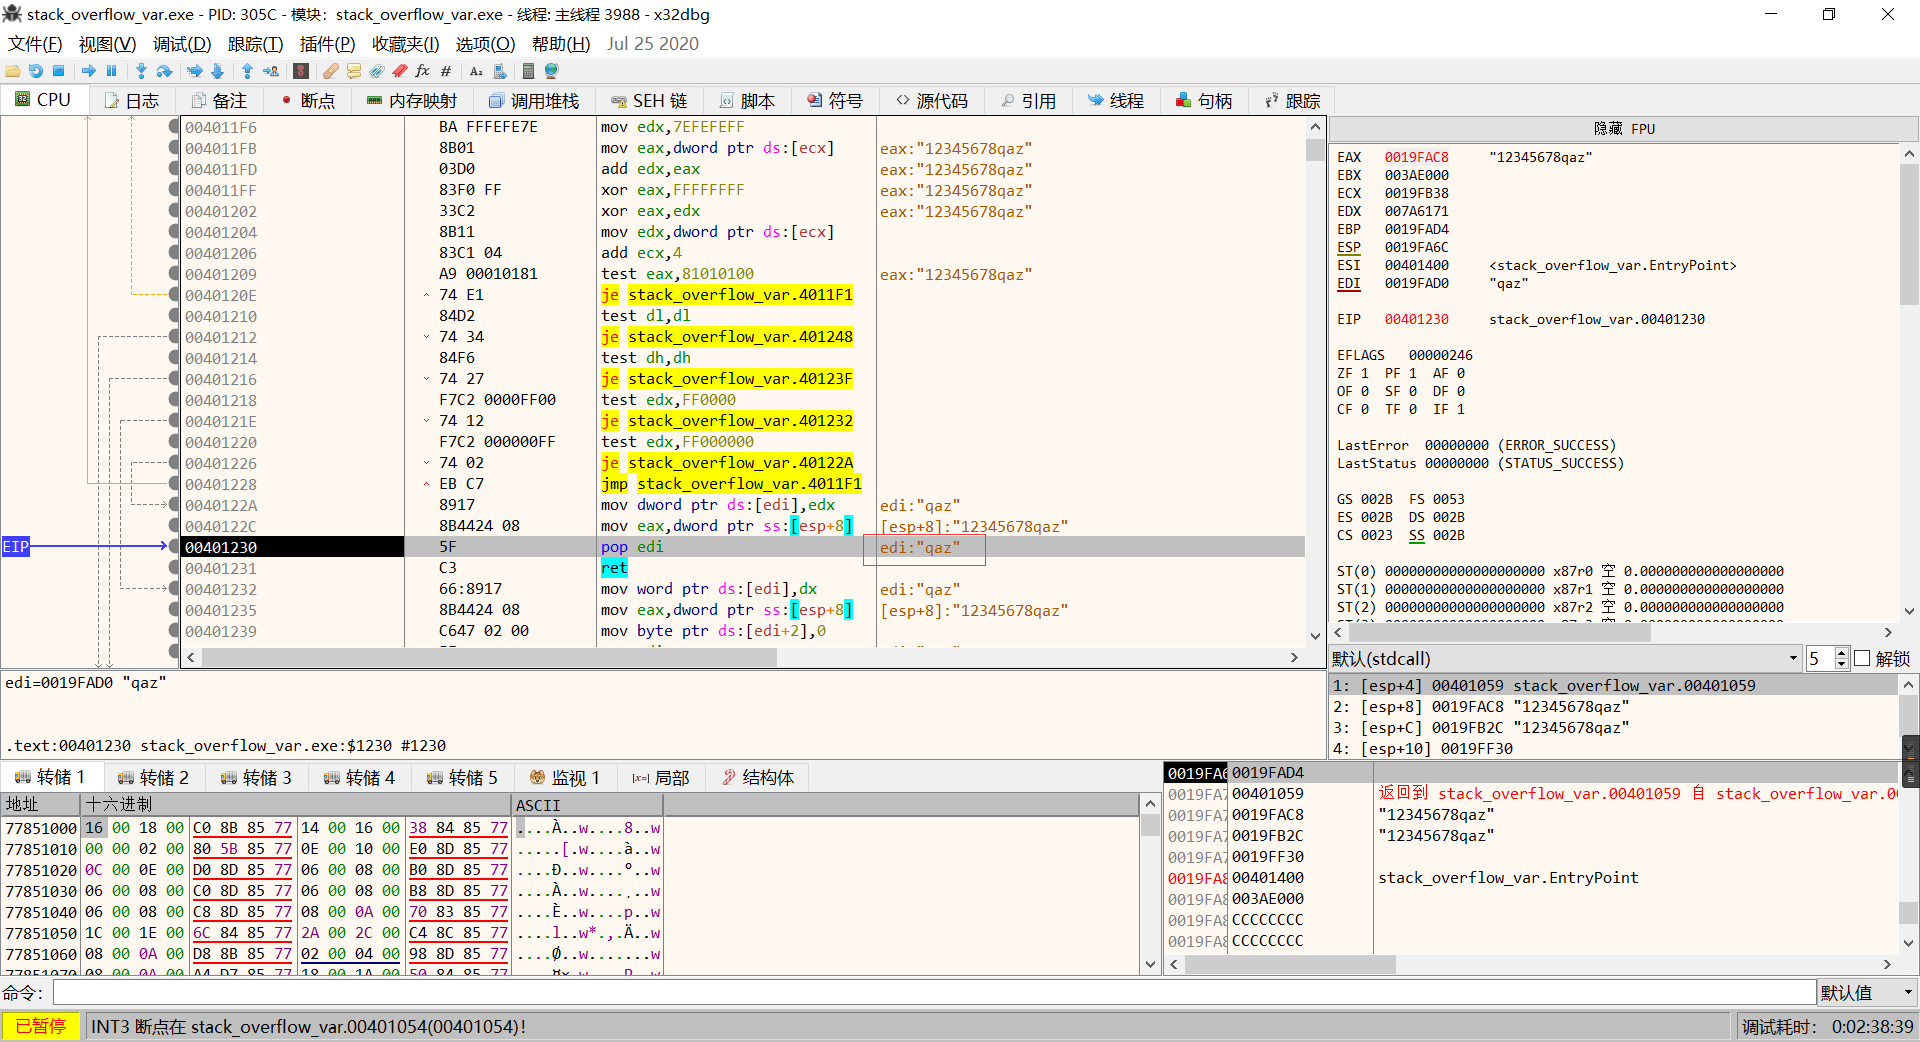 stack_overflow_var.exe - PID: 305C - 模块: stack_overflow_var.exe - 线程: 主线程 3988 - x32dbg
文件(F) 视图(V) 调试(D) 跟踪(T) 插件(P) 收藏夹(I) 选项(O) 帮助(H) Jul 25 2020
CPU 日志 备注 断点 内存映射 调用堆栈 SEH 链 脚本 符号 源代码 引用 线程 句柄 跟踪
004011F6 BA FFFEFE7E mov edx,7EFEFEFF
004011FB 8B01 mov eax,dword ptr ds:[ecx] eax:"12345678qaz"
004011FD 03D0 add edx,eax eax:"12345678qaz"
004011FF 83F0 FF xor eax,FFFFFFFF eax:"12345678qaz"
00401202 33C2 xor eax,edx eax:"12345678qaz"
00401204 8B11 mov edx,dword ptr ds:[ecx]
00401206 83C1 04 add ecx,4
00401209 A9 00010181 test eax,81010100 eax:"12345678qaz"
0040120E 74 E1 je stack_overflow_var.4011F1
00401210 84D2 test dl,dl
00401212 74 34 je stack_overflow_var.401248
00401214 84F6 test dh,dh
00401216 74 27 je stack_overflow_var.40123F
00401218 F7C2 0000FF00 test edx,FF0000
0040121E 74 12 je stack_overflow_var.401232
00401220 F7C2 000000FF test edx,FF000000
00401226 74 02 je stack_overflow_var.40122A
00401228 EB C7 jmp stack_overflow_var.4011F1
0040122A 8917 mov dword ptr ds:[edi],edx edi:"qaz"
0040122C 8B4424 08 mov eax,dword ptr ss:[esp+8] [esp+8]:"12345678qaz"
EIP 00401230 5F pop edi edi:"qaz"
00401231 C3 ret
00401232 66:8917 mov word ptr ds:[edi],dx edi:"qaz"
00401235 8B4424 08 mov eax,dword ptr ss:[esp+8] [esp+8]:"12345678qaz"
00401239 C647 02 00 mov byte ptr ds:[edi+2],0
隐藏 FPU
EAX 0019FAC8 "12345678qaz"
EBX 003AE000
ECX 0019FB38
EDX 007A6171
EBP 0019FAD4
ESP 0019FA6C
ESI 00401400 <stack_overflow_var.EntryPoint>
EDI 0019FAD0 "qaz"
EIP 00401230 stack_overflow_var.00401230
EFLAGS 00000246
ZF 1 PF 1 AF 0
OF 0 SF 0 DF 0
CF 0 TF 0 IF 1
LastError 00000000 (ERROR_SUCCESS)
LastStatus 00000000 (STATUS_SUCCESS)
GS 002B FS 0053
ES 002B DS 002B
CS 0023 SS 002B
ST(0) 00000000000000000000 x87r0 空 0.000000000000000000
ST(1) 00000000000000000000 x87r1 空 0.000000000000000000
ST(2) 00000000000000000000 x87r2 空 0.000000000000000000
默认(stdcall) 5 解锁
1: [esp+4] 00401059 stack_overflow_var.00401059
2: [esp+8] 0019FAC8 "12345678qaz"
3: [esp+C] 0019FB2C "12345678qaz"
4: [esp+10] 0019FF30
edi=0019FAD0 "qaz"
.text:00401230 stack_overflow_var.exe:$1230 #1230
转储 1 转储 2 转储 3 转储 4 转储 5 监视 1 [x=] 局部 结构体
地址 十六进制 ASCII
77851000 16 00 18 00 C0 8B 85 77 14 00 16 00 38 84 85 77 ....À..w....8..w
77851010 00 00 02 00 80 5B 85 77 0E 00 10 00 E0 8D 85 77 .....[.w....à..w
77851020 0C 00 0E 00 D0 8D 85 77 06 00 08 00 B0 8D 85 77 ....Ð..w....°..w
77851030 06 00 08 00 C0 8D 85 77 06 00 08 00 B8 8D 85 77 ....À..w....¸..w
77851040 06 00 08 00 C8 8D 85 77 08 00 0A 00 70 83 85 77 ....È..w....p..w
77851050 1C 00 1E 00 6C 84 85 77 2A 00 2C 00 C4 8C 85 77 ....l..w*.,.Ä..w
77851060 08 00 0A 00 D8 8B 85 77 02 00 04 00 98 8D 85 77 ....Ø..w.......w
0019FA6 0019FAD4
0019FA7 00401059 返回到 stack_overflow_var.00401059 自 stack_overflow_var.00
0019FA7 0019FAC8 "12345678qaz"
0019FA7 0019FB2C "12345678qaz"
0019FA7 0019FF30
0019FA8 00401400 stack_overflow_var.EntryPoint
0019FA8 003AE000
0019FA8 CCCCCCCC
0019FA8 CCCCCCCC
命令: 默认值
已暂停 INT3 断点在 stack_overflow_var.00401054(00401054)! 调试耗时: 0:02:38:39